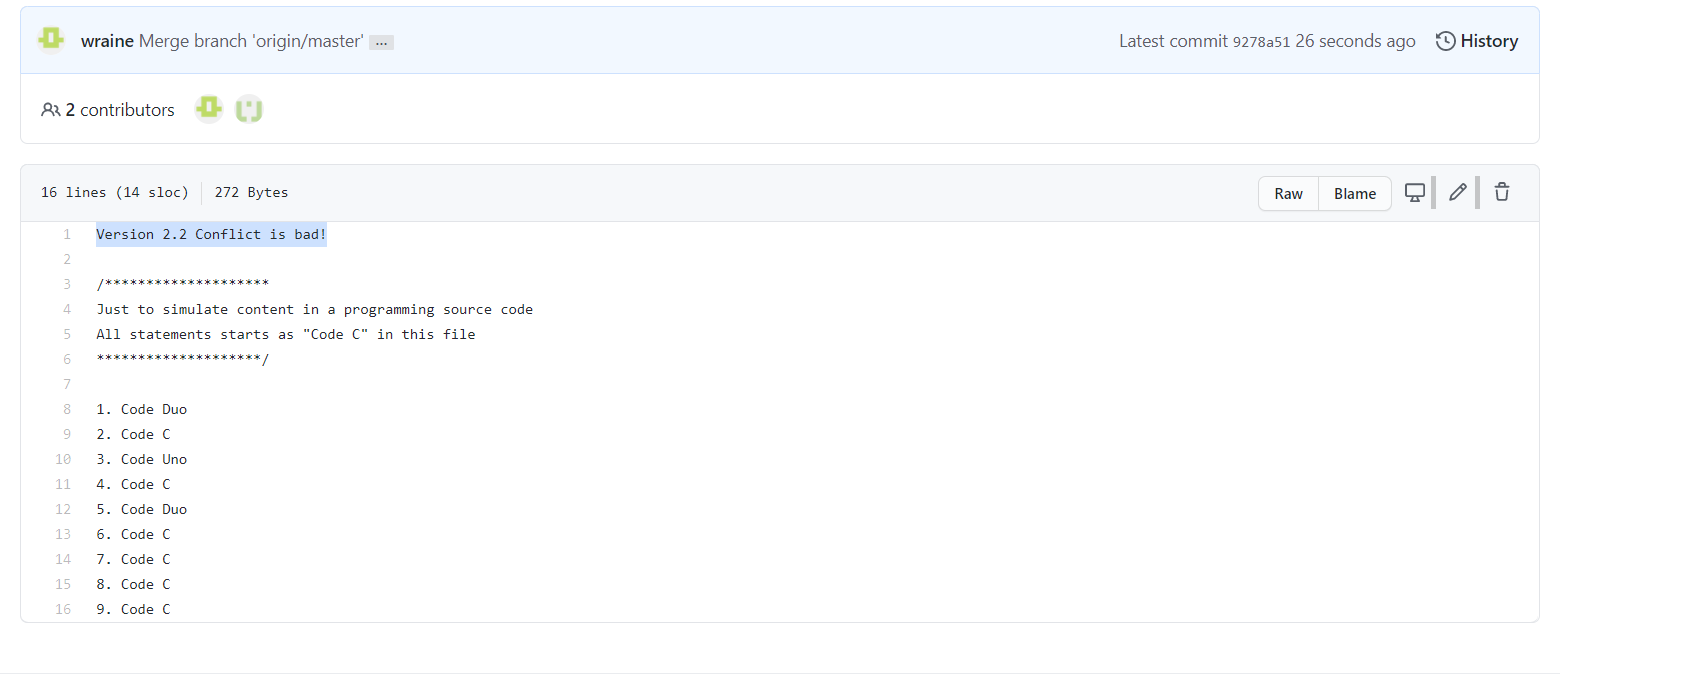 wraine Merge branch 'origin/master' ...
Latest commit 9278a51 26 seconds ago
History
2 contributors
16 lines (14 sloc) 272 Bytes
Raw Blame
1 Version 2.2 Conflict is bad!
2
3 /********************
4 Just to simulate content in a programming source code
5 All statements starts as "Code C" in this file
6 ********************/
7
8 1. Code Duo
9 2. Code C
10 3. Code Uno
11 4. Code C
12 5. Code Duo
13 6. Code C
14 7. Code C
15 8. Code C
16 9. Code C